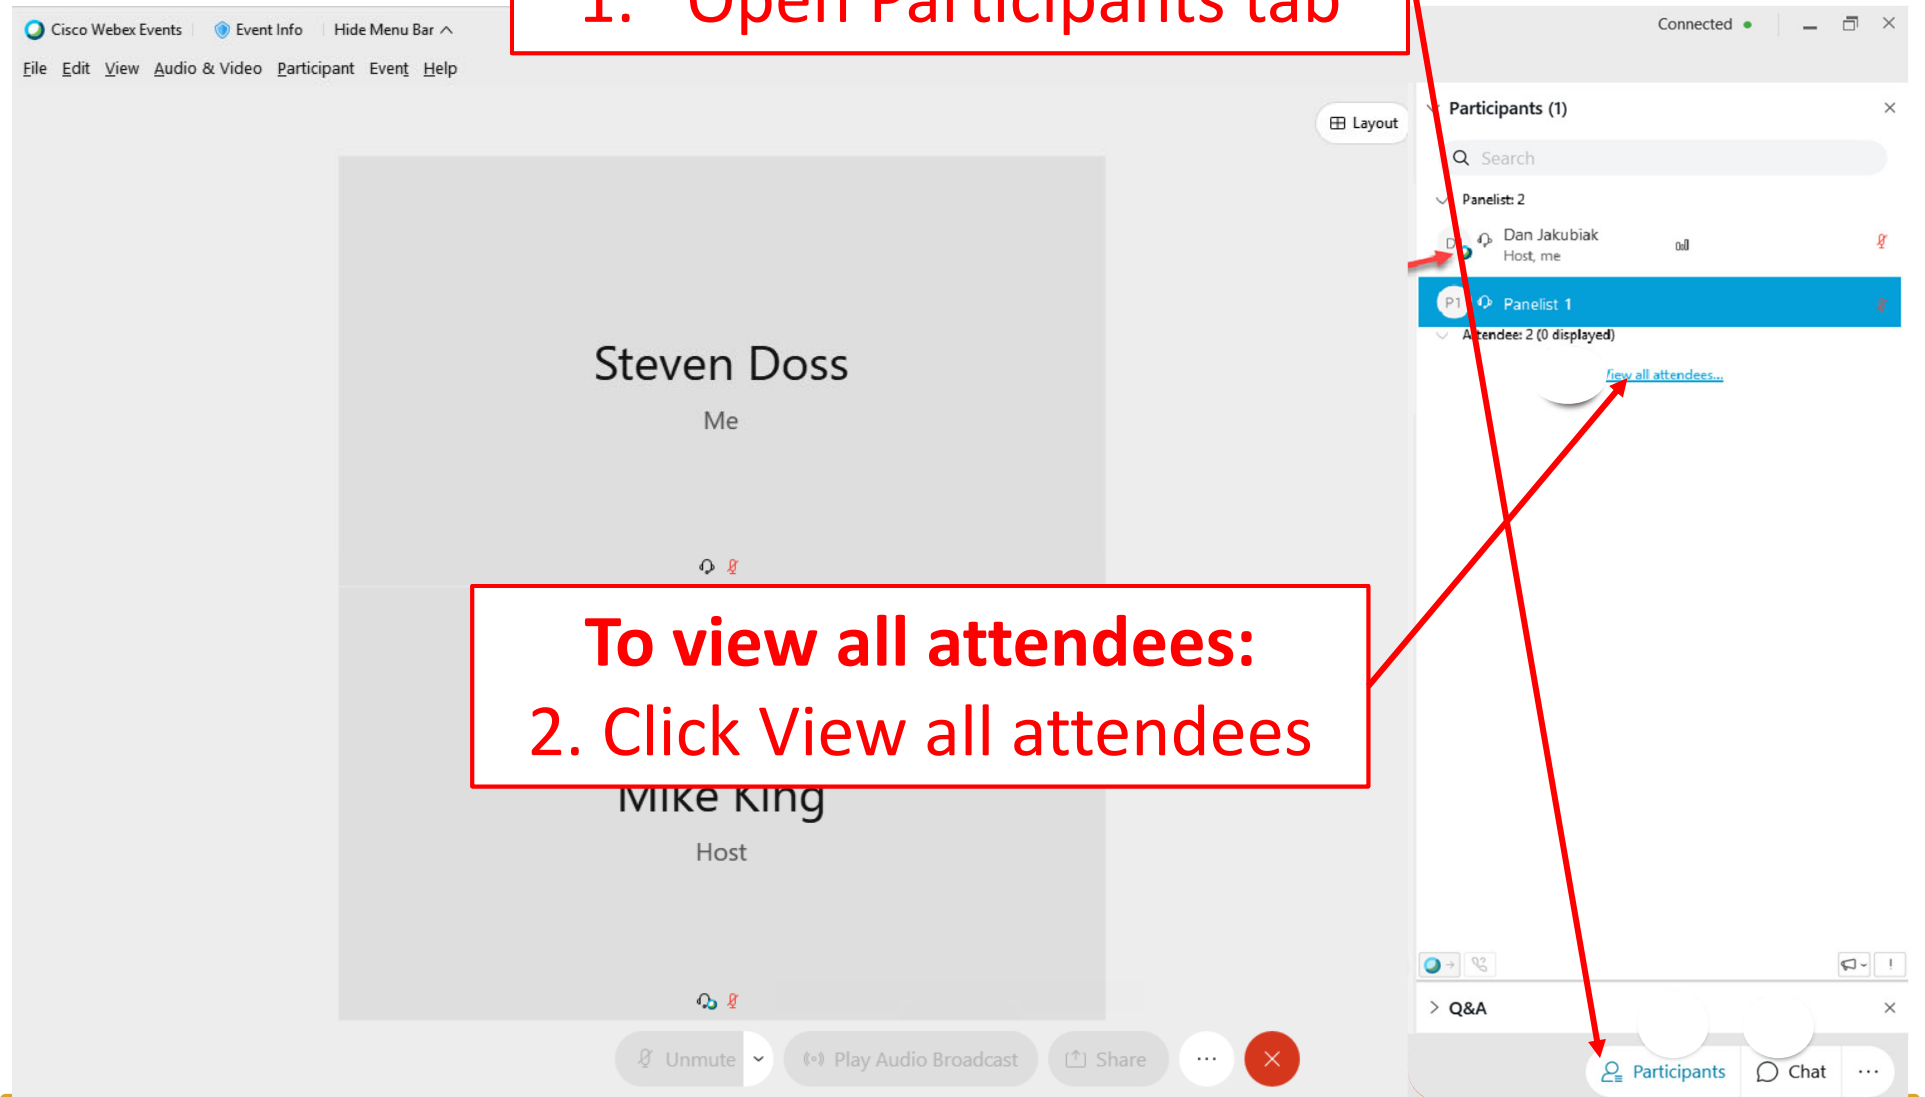 1. Open Participants tab
Cisco Webex Events
Event Info
Hide Menu Bar
Connected
File Edit View Audio & Video Participant Event Help
Layout
Participants (1)
Search
Panelist: 2
Dan Jakubiak
Host, me
P1 Panelist 1
Attendee: 2 (0 displayed)
View all attendees...
Steven Doss
Me
To view all attendees:
2. Click View all attendees
Mike King
Host
Q&A
Unmute
Play Audio Broadcast
Share
Participants
Chat